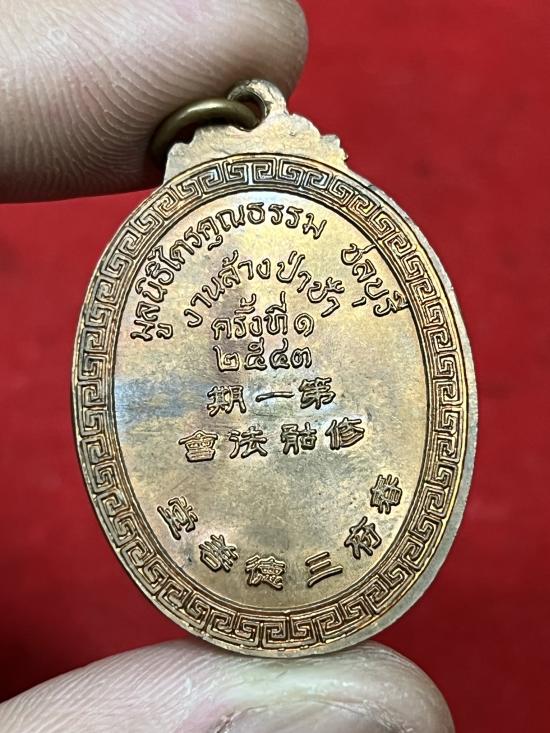 มูลนิธิไตรคุณธรรม ชลบุรี
งานล้างป่าช้า
ครั้งที่ ๑
๒๕๔๓
期一第
會法骷修
堂善德三